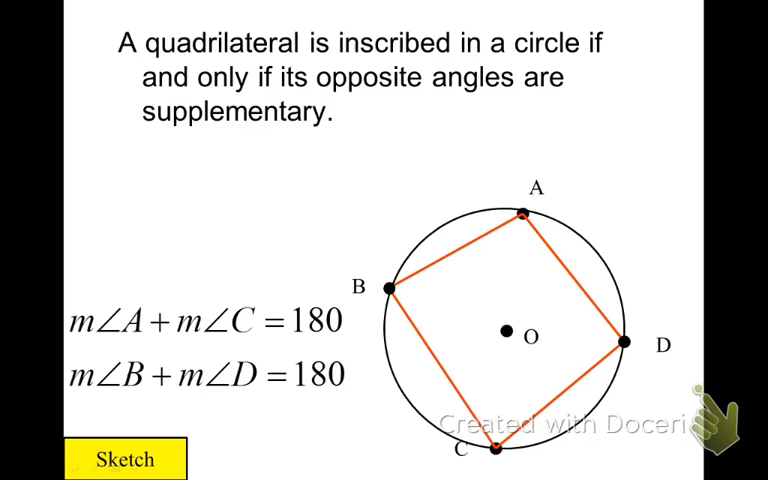 A quadrilateral is inscribed in a circle if
and only if its opposite angles are
supplementary.
A
B
m∠A + m∠C = 180
O
D
m∠B + m∠D = 180
Created with Doceri
C
Sketch